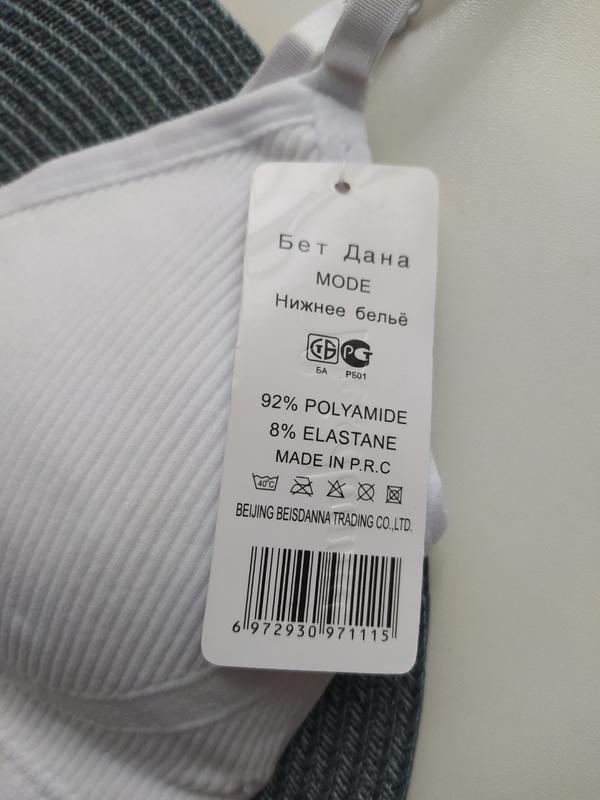 Бет Дана
MODE
Нижнее бельё
БА РБ01
92% POLYAMIDE
8% ELASTANE
MADE IN P.R.C
40°C
BEIJING BEISDANNA TRADING CO.,LTD.
6 972930 971115